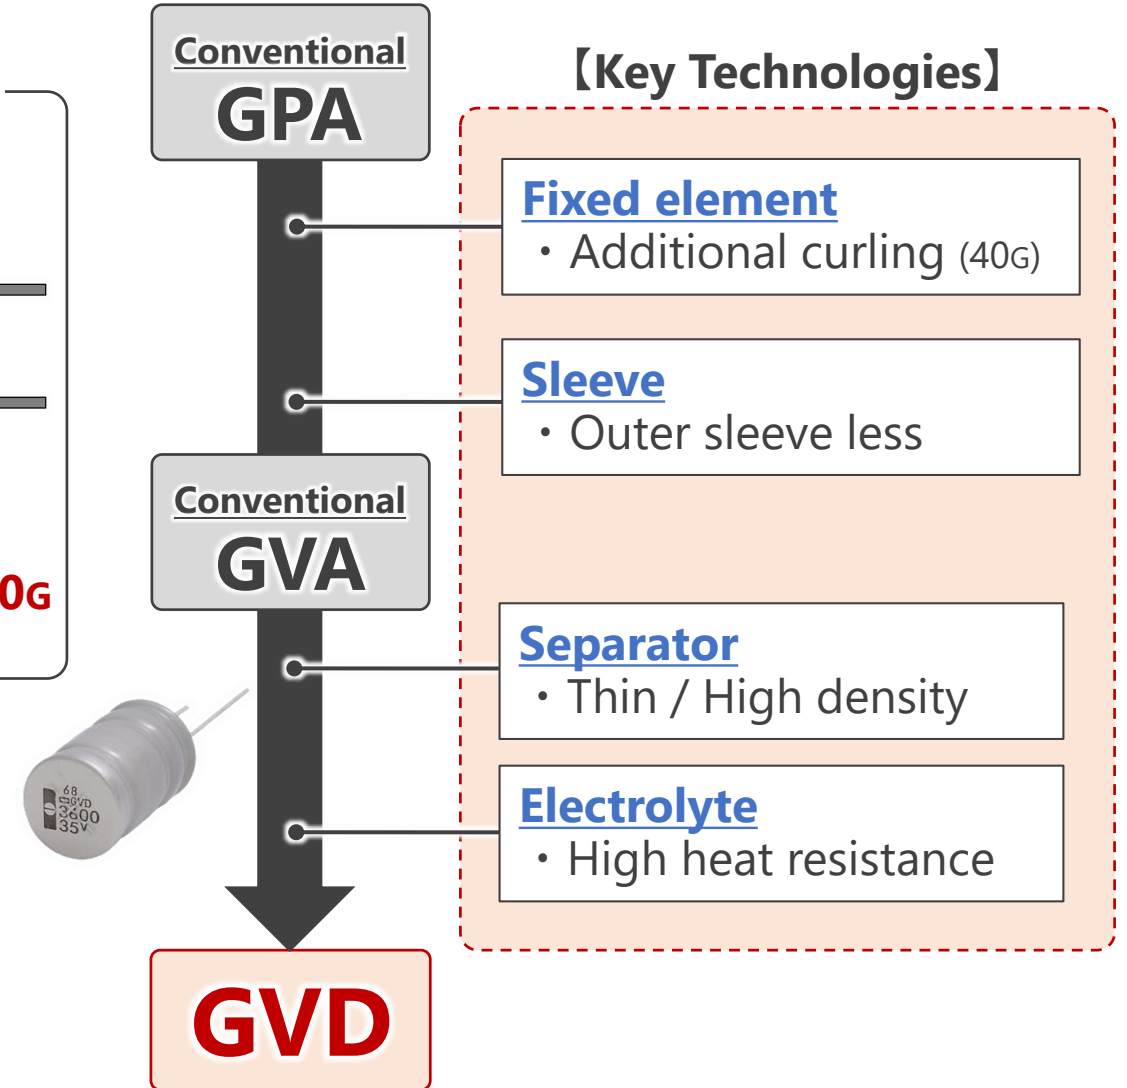 Conventional
GPA
【Key Technologies】
Fixed element
・Additional curling (40G)
Sleeve
・Outer sleeve less
Conventional
GVA
0G
Separator
・Thin / High density
68
GVD
3600
35V
Electrolyte
・High heat resistance
GVD